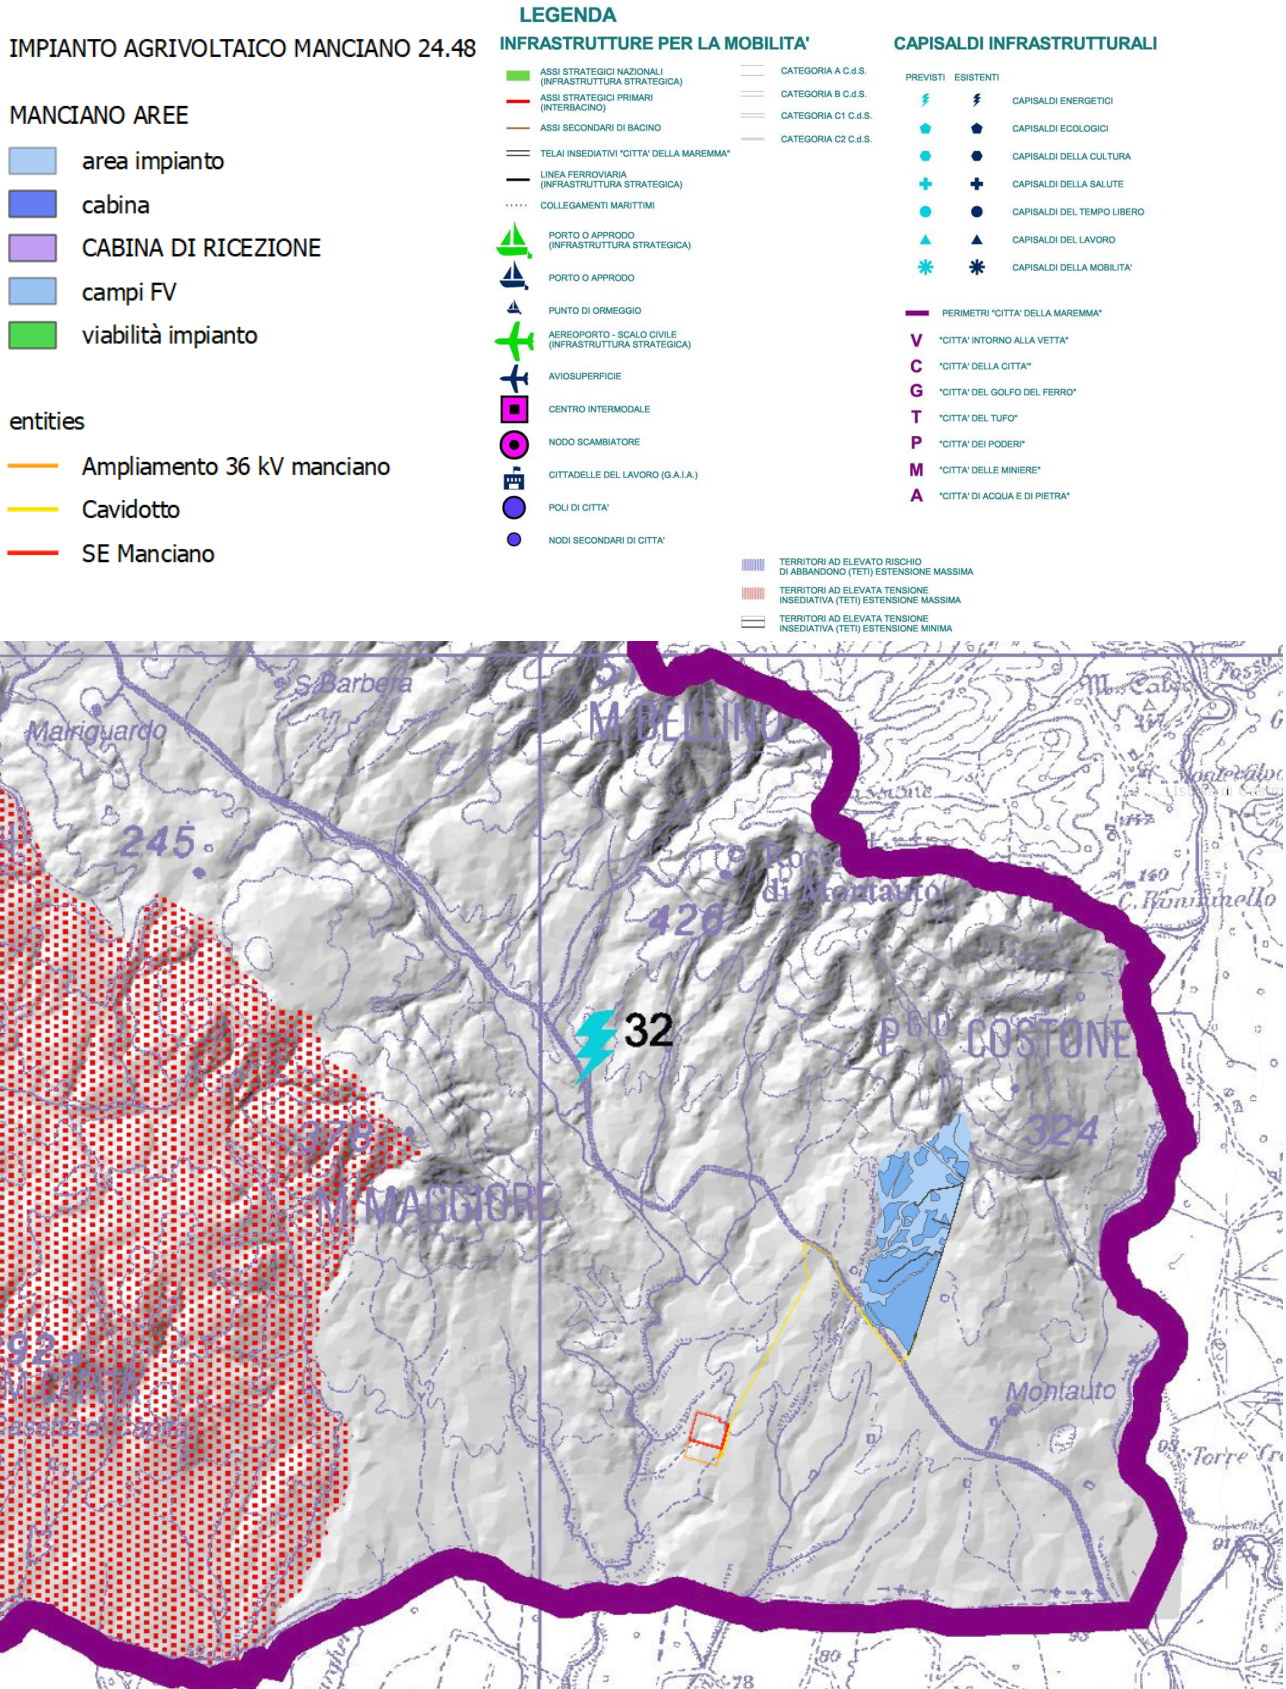 LEGENDA
IMPIANTO AGRIVOLTAICO MANCIANO 24.48
MANCIANO AREE
area impianto
cabina
CABINA DI RICEZIONE
campi FV
viabilità impianto
entities
Ampliamento 36 kV manciano
Cavidotto
SE Manciano
INFRASTRUTTURE PER LA MOBILITA'
ASSI STRATEGICI NAZIONALI
(INFRASTRUTTURA STRATEGICA)
ASSI STRATEGICI PRIMARI
(INTERBACINO)
ASSI SECONDARI DI BACINO
TELAI INSEDIATIVI "CITTA' DELLA MAREMMA"
LINEA FERROVIARIA
(INFRASTRUTTURA STRATEGICA)
COLLEGAMENTI MARITTIMI
PORTO O APPRODO
(INFRASTRUTTURA STRATEGICA)
PORTO O APPRODO
PUNTO DI ORMEGGIO
AEREOPORTO - SCALO CIVILE
(INFRASTRUTTURA STRATEGICA)
AVIOSUPERFICIE
CENTRO INTERMODALE
NODO SCAMBIATORE
CITTADELLE DEL LAVORO (G.A.I.A.)
POLI DI CITTA'
NODI SECONDARI DI CITTA'
CATEGORIA A C.d.S.
CATEGORIA B C.d.S.
CATEGORIA C1 C.d.S.
CATEGORIA C2 C.d.S.
CAPISALDI INFRASTRUTTURALI
PREVISTI ESISTENTI
CAPISALDI ENERGETICI
CAPISALDI ECOLOGICI
CAPISALDI DELLA CULTURA
CAPISALDI DELLA SALUTE
CAPISALDI DEL TEMPO LIBERO
CAPISALDI DEL LAVORO
CAPISALDI DELLA MOBILITA'
PERIMETRI "CITTA' DELLA MAREMMA"
V "CITTA' INTORNO ALLA VETTA"
C "CITTA' DELLA CITTA'"
G "CITTA' DEL GOLFO DEL FERRO"
T "CITTA' DEL TUFO"
P "CITTA' DEI PODERI"
M "CITTA' DELLE MINIERE"
A "CITTA' DI ACQUA E DI PIETRA"
TERRITORI AD ELEVATO RISCHIO
DI ABBANDONO (TETI) ESTENSIONE MASSIMA
TERRITORI AD ELEVATA TENSIONE
INSEDIATIVA (TETI) ESTENSIONE MASSIMA
TERRITORI AD ELEVATA TENSIONE
INSEDIATIVA (TETI) ESTENSIONE MINIMA
S. Barbera
Marriguardo
M. BELLINO
245
Rocca
di Montauto
140
426
32
P GIO COSTONE
378
324
M. MAGGIORE
92
Montauto
93
Torre
91
80
78